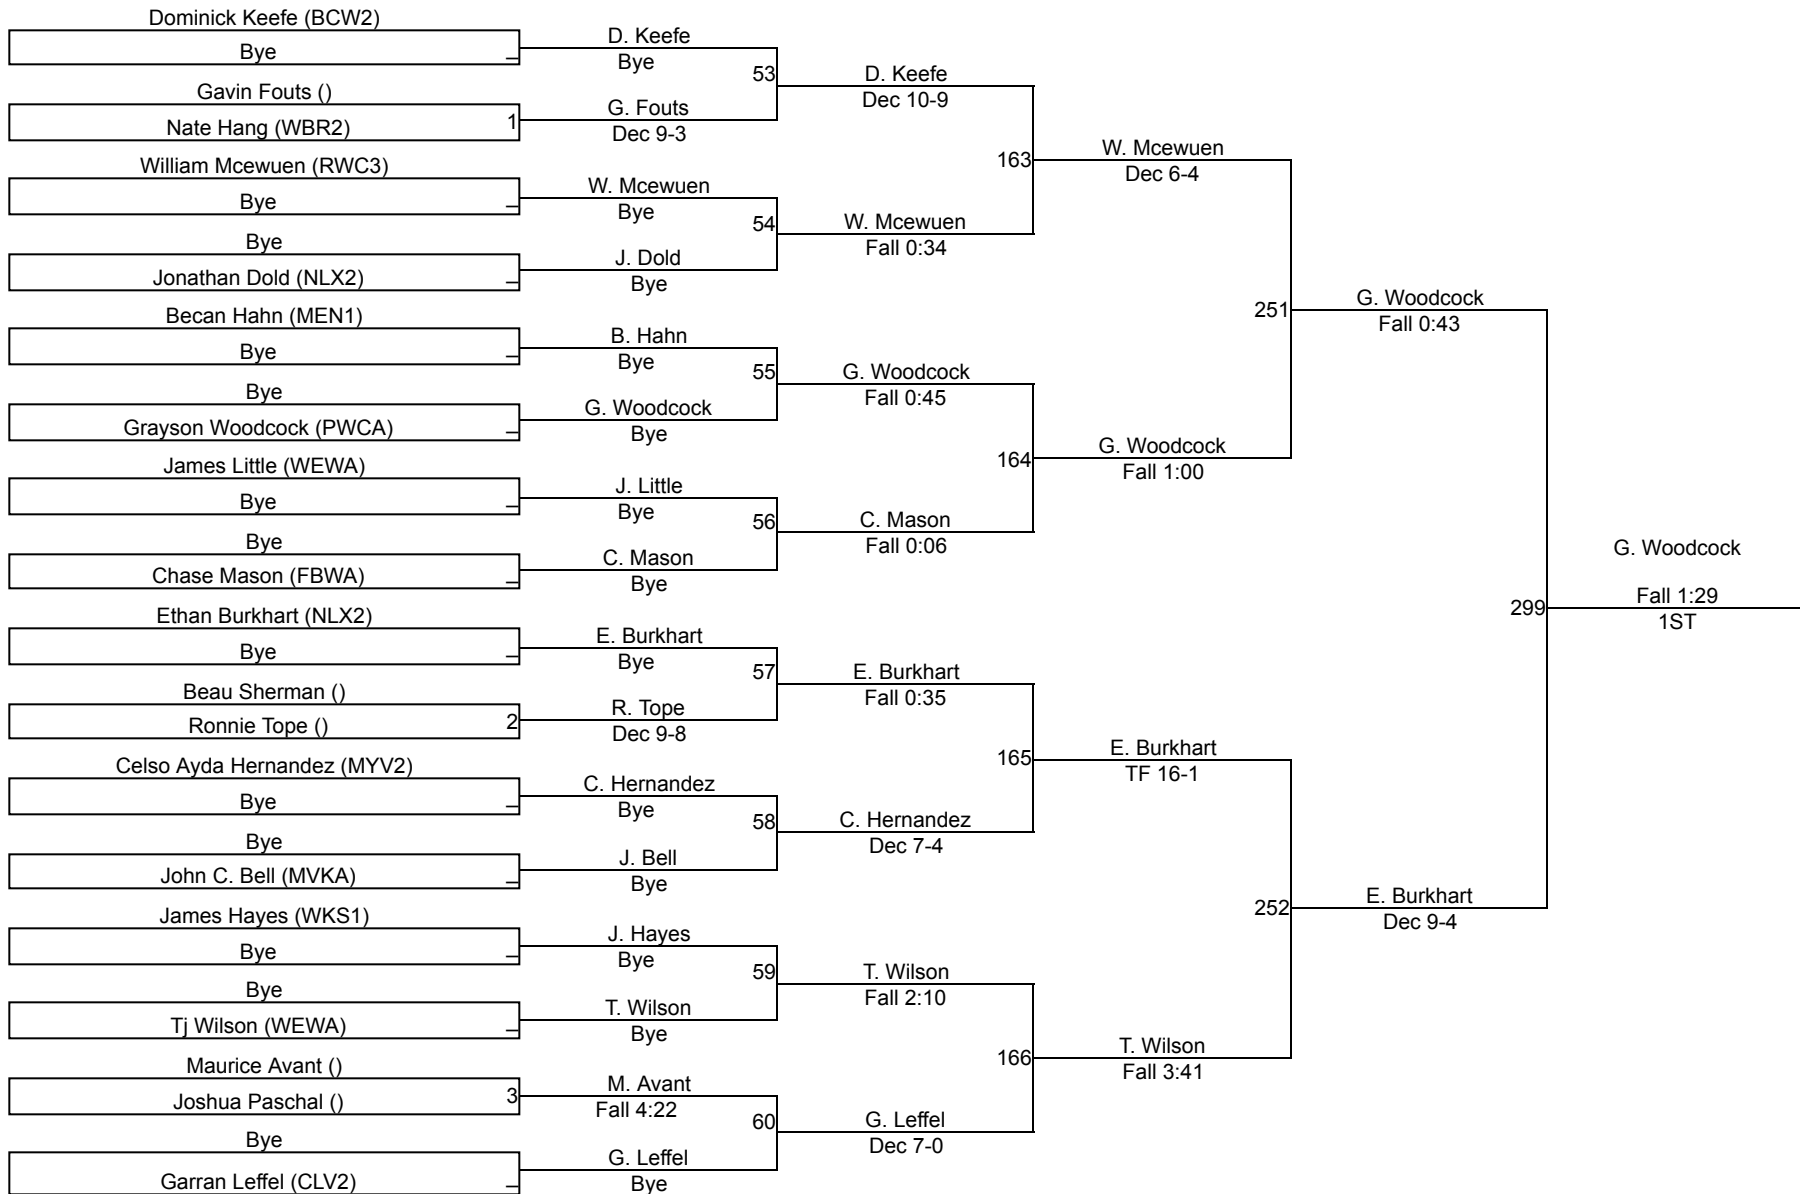 Dominick Keefe (BCW2)
Bye
Gavin Fouts ()
Nate Hang (WBR2)
1
William Mcewuen (RWC3)
Bye
Bye
Jonathan Dold (NLX2)
Becan Hahn (MEN1)
Bye
Bye
Grayson Woodcock (PWCA)
James Little (WEWA)
Bye
Bye
Chase Mason (FBWA)
Ethan Burkhart (NLX2)
Bye
Beau Sherman ()
Ronnie Tope ()
2
Celso Ayda Hernandez (MYV2)
Bye
Bye
John C. Bell (MVKA)
James Hayes (WKS1)
Bye
Bye
Tj Wilson (WEWA)
Maurice Avant ()
Joshua Paschal ()
3
Bye
Garran Leffel (CLV2)
D. Keefe
Bye
53
G. Fouts
Dec 9-3
W. Mcewuen
Bye
54
J. Dold
Bye
B. Hahn
Bye
55
G. Woodcock
Bye
J. Little
Bye
56
C. Mason
Bye
E. Burkhart
Bye
57
R. Tope
Dec 9-8
C. Hernandez
Bye
58
J. Bell
Bye
J. Hayes
Bye
59
T. Wilson
Bye
M. Avant
Fall 4:22
60
G. Leffel
Bye
D. Keefe
Dec 10-9
163
W. Mcewuen
Fall 0:34
G. Woodcock
Fall 0:45
164
C. Mason
Fall 0:06
E. Burkhart
Fall 0:35
165
C. Hernandez
Dec 7-4
T. Wilson
Fall 2:10
166
G. Leffel
Dec 7-0
W. Mcewuen
Dec 6-4
251
G. Woodcock
Fall 1:00
E. Burkhart
TF 16-1
252
T. Wilson
Fall 3:41
G. Woodcock
Fall 0:43
299
E. Burkhart
Dec 9-4
G. Woodcock
Fall 1:29
1ST